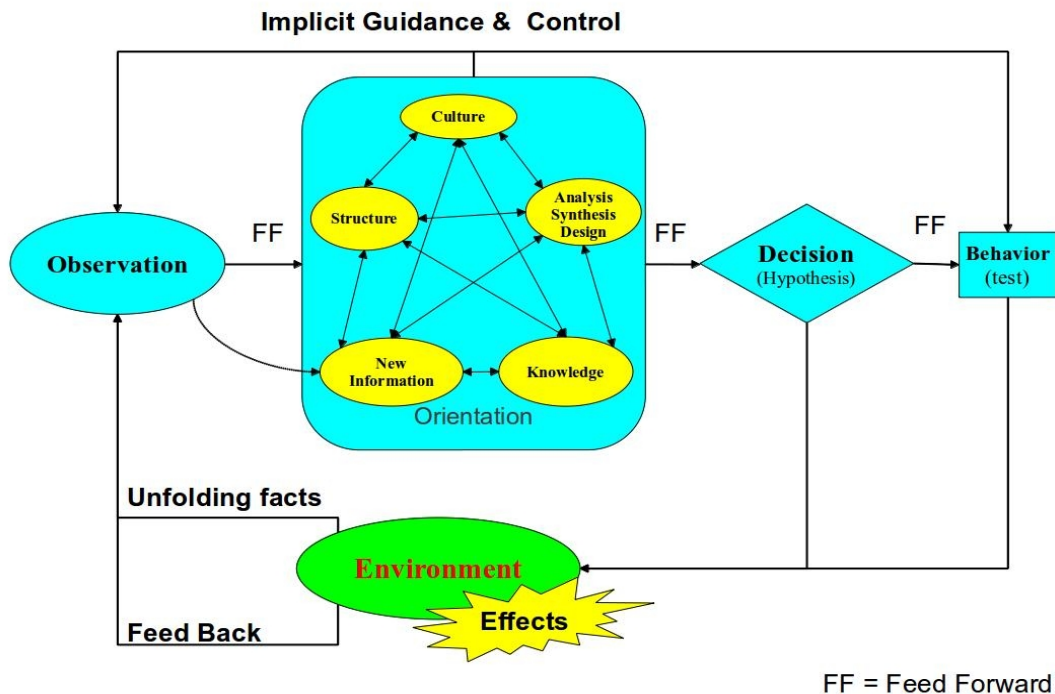 Implicit Guidance & Control
Culture
Structure
Analysis
Synthesis
Design
FF
FF
FF
Observation
Decision
(Hypothesis)
Behavior
(test)
New
Information
Knowledge
Orientation
Unfolding facts
Environment
Effects
Feed Back
FF = Feed Forward